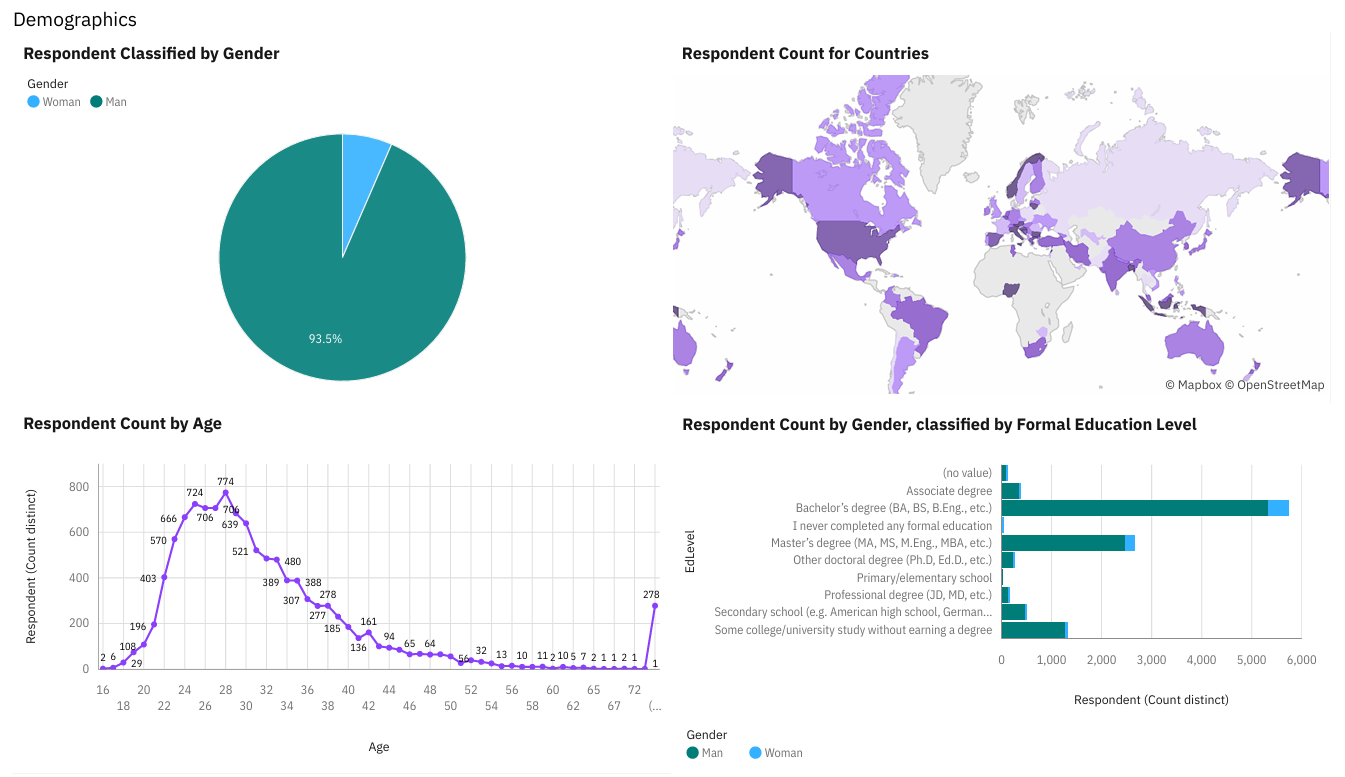 Demographics
Respondent Classified by Gender
Gender
Woman Man
93.5%
Respondent Count for Countries
© Mapbox © OpenStreetMap
Respondent Count by Age
Respondent (Count distinct)
800
600
400
200
0
2 6 29 108 196 403 570 666 724 706 774 706 639 521 389 480 307 388 277 278 185 136 161 94 65 64 56 32 13 10 11 2 10 5 7 2 1 1 2 1 278 1
16 20 24 28 32 36 40 44 48 52 56 60 65 72
18 22 26 30 34 38 42 46 50 54 58 62 67 (...
Age
Respondent Count by Gender, classified by Formal Education Level
EdLevel
(no value)
Associate degree
Bachelor’s degree (BA, BS, B.Eng., etc.)
I never completed any formal education
Master’s degree (MA, MS, M.Eng., MBA, etc.)
Other doctoral degree (Ph.D, Ed.D., etc.)
Primary/elementary school
Professional degree (JD, MD, etc.)
Secondary school (e.g. American high school, German...
Some college/university study without earning a degree
0 1,000 2,000 3,000 4,000 5,000 6,000
Respondent (Count distinct)
Gender
Man Woman